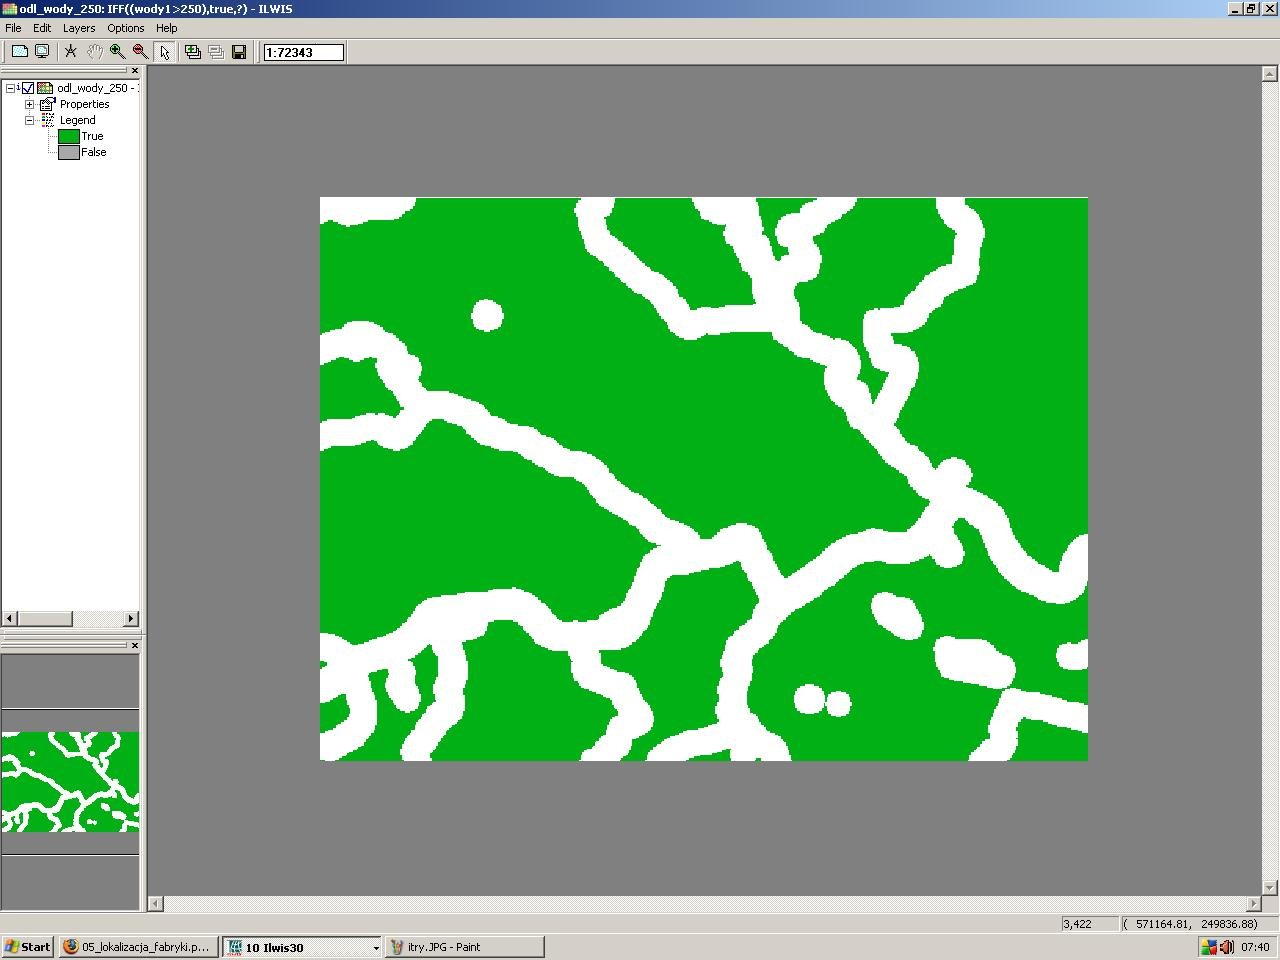 odl_wody_250: IFF((wody1>250),true,?) - ILWIS
File Edit Layers Options Help
1:72343
odl_wody_250 -
Properties
Legend
True
False
3,422 ( 571164.81, 249836.88)
Start 05_lokalizacja_fabryki.p... 10 Ilwis30 itry.JPG - Paint 07:40